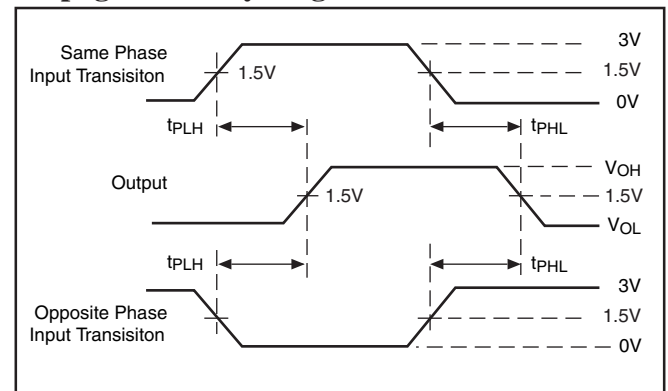 Same Phase
Input Transisiton
1.5V
3V
1.5V
0V
tPLH
tPHL
Output
1.5V
VOH
1.5V
VOL
tPLH
tPHL
Opposite Phase
Input Transisiton
3V
1.5V
0V